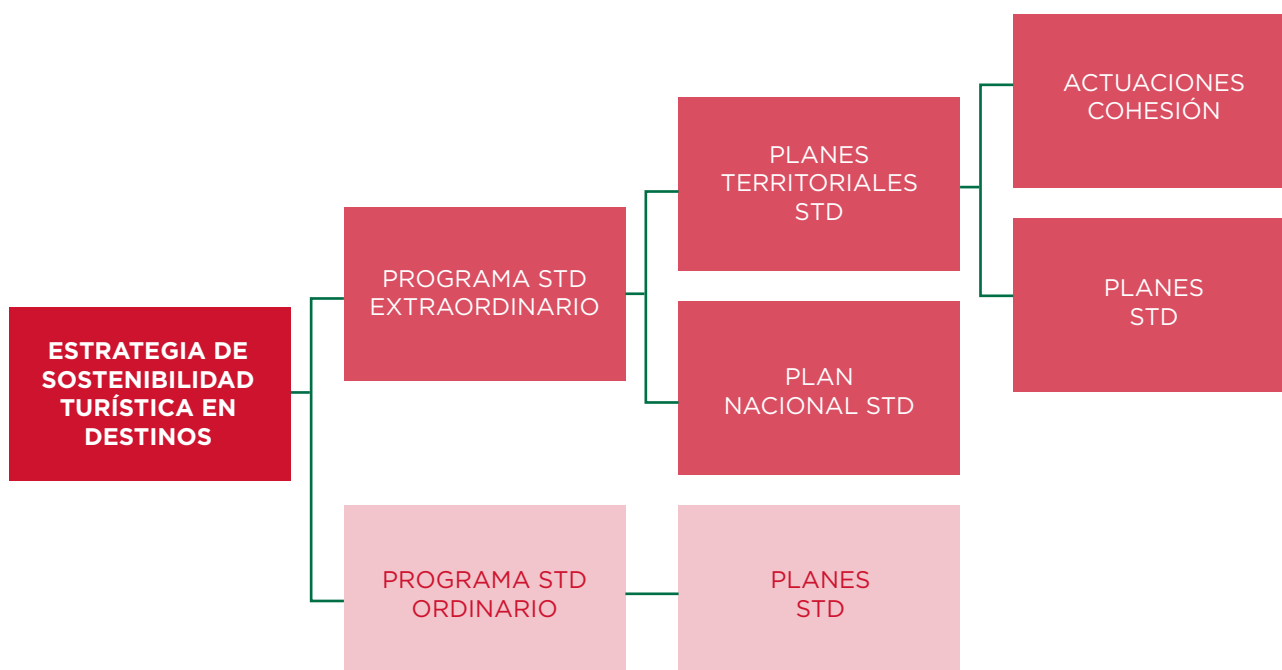 ESTRATEGIA DE
SOSTENIBILIDAD
TURÍSTICA EN
DESTINOS
PROGRAMA STD
EXTRAORDINARIO
PLANES
TERRITORIALES
STD
ACTUACIONES
COHESIÓN
PLANES
STD
PLAN
NACIONAL STD
PROGRAMA STD
ORDINARIO
PLANES
STD